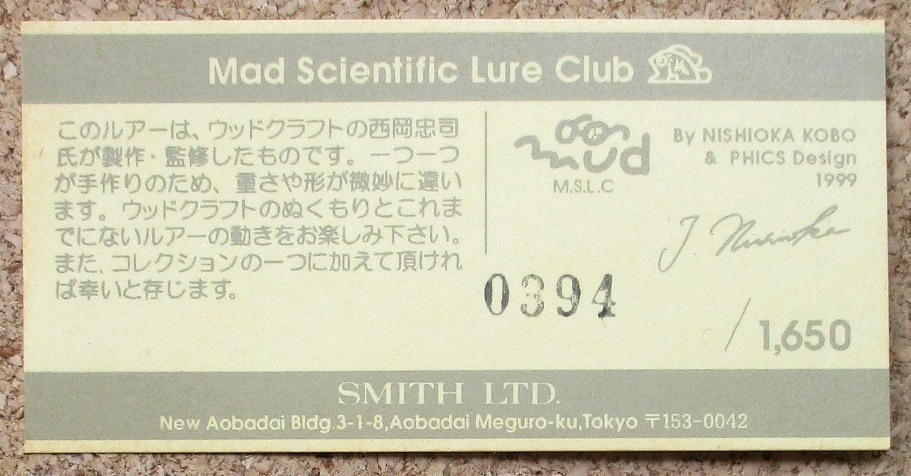 Mad Scientific Lure Club
このルアーは、ウッドクラフトの西岡忠司
氏が製作・監修したものです。一つ一つ
が手作りのため、重さや形が微妙に違い
ます。ウッドクラフトのぬくもりとこれま
でにないルアーの動きをお楽しみ下さい。
また、コレクションの一つに加えて頂けれ
ば幸いと存じます。
mud
M.S.L.C
By NISHIOKA KOBO
& PHICS Design
1999
J Nishioka
0394
/1,650
SMITH LTD.
New Aobadai Bldg.3-1-8,Aobadai Meguro-ku,Tokyo 〒153-0042